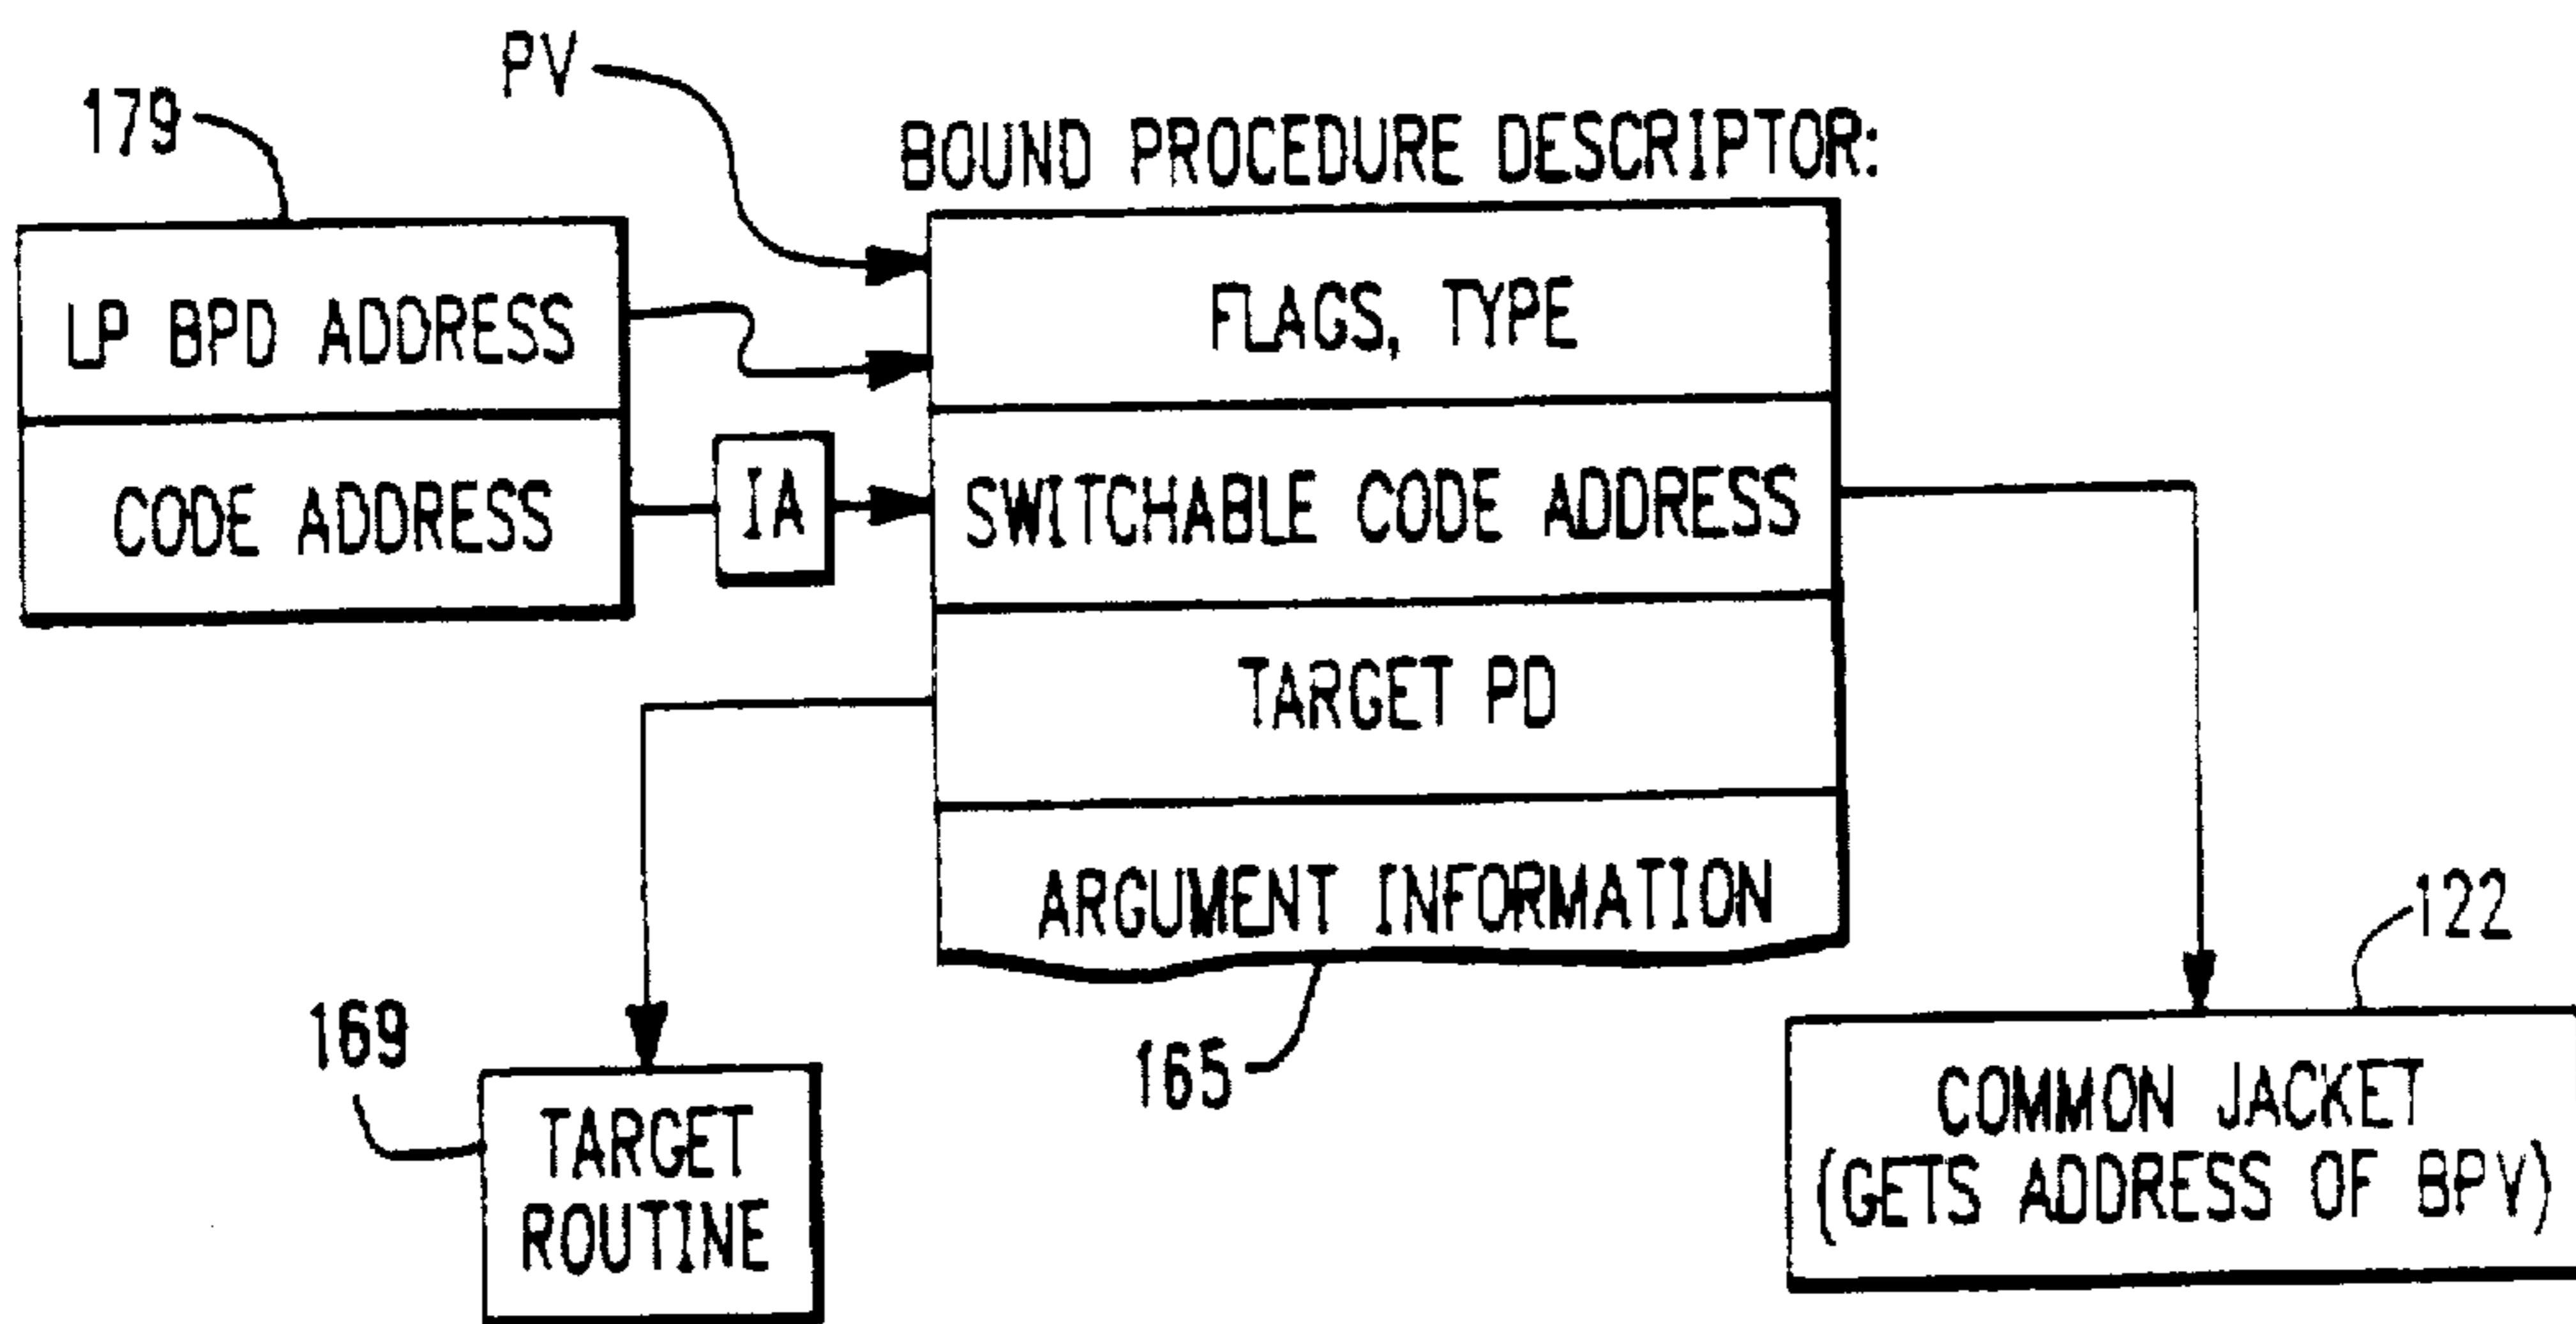 PV
179
BOUND PROCEDURE DESCRIPTOR:
LP BPD ADDRESS
FLAGS, TYPE
CODE ADDRESS
IA
SWITCHABLE CODE ADDRESS
TARGET PD
ARGUMENT INFORMATION
122
169
165
TARGET
ROUTINE
COMMON JACKET
(GETS ADDRESS OF BPV)